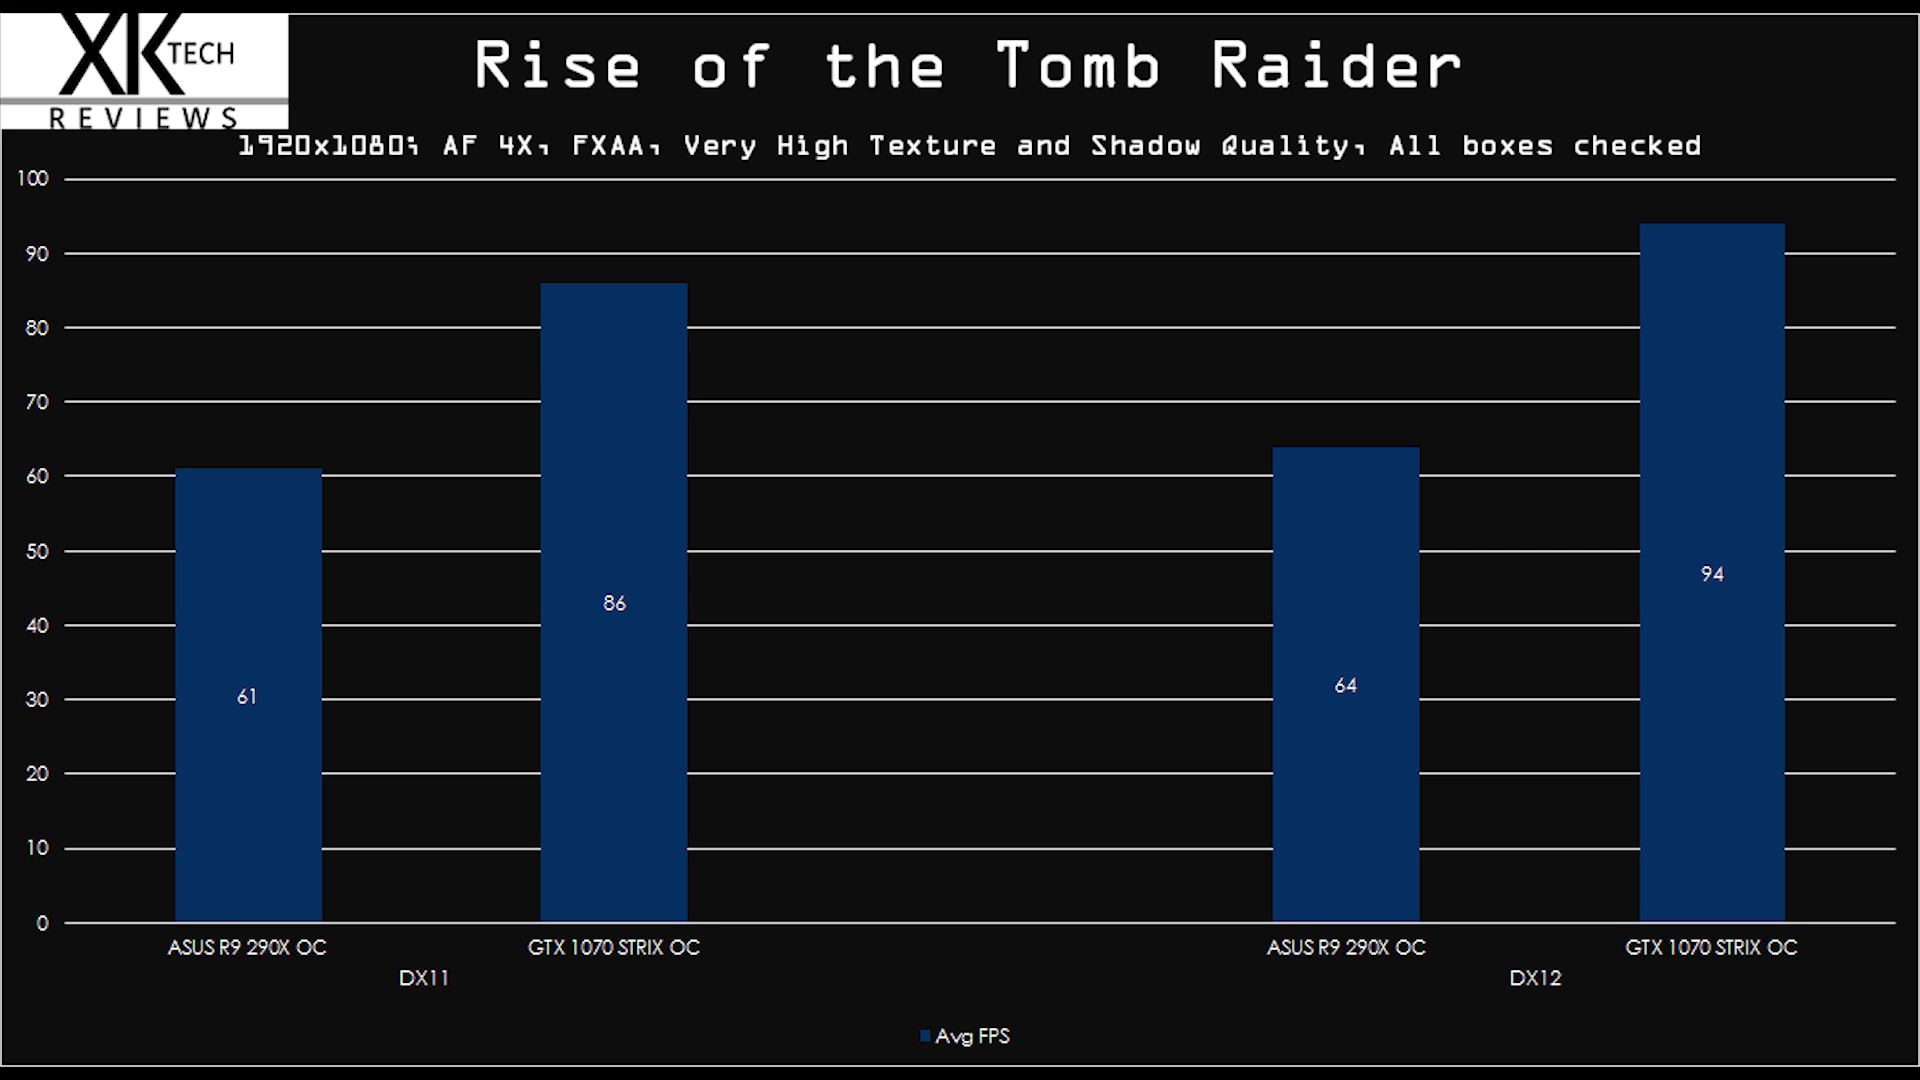 XK TECH
REVIEWS
Rise of the Tomb Raider
1920x1080; AF 4X, FXAA, Very High Texture and Shadow Quality, All boxes checked
100
90
80
70
60
50
40
30
20
10
0
61
86
64
94
ASUS R9 290X OC GTX 1070 STRIX OC ASUS R9 290X OC GTX 1070 STRIX OC
DX11 DX12
Avg FPS